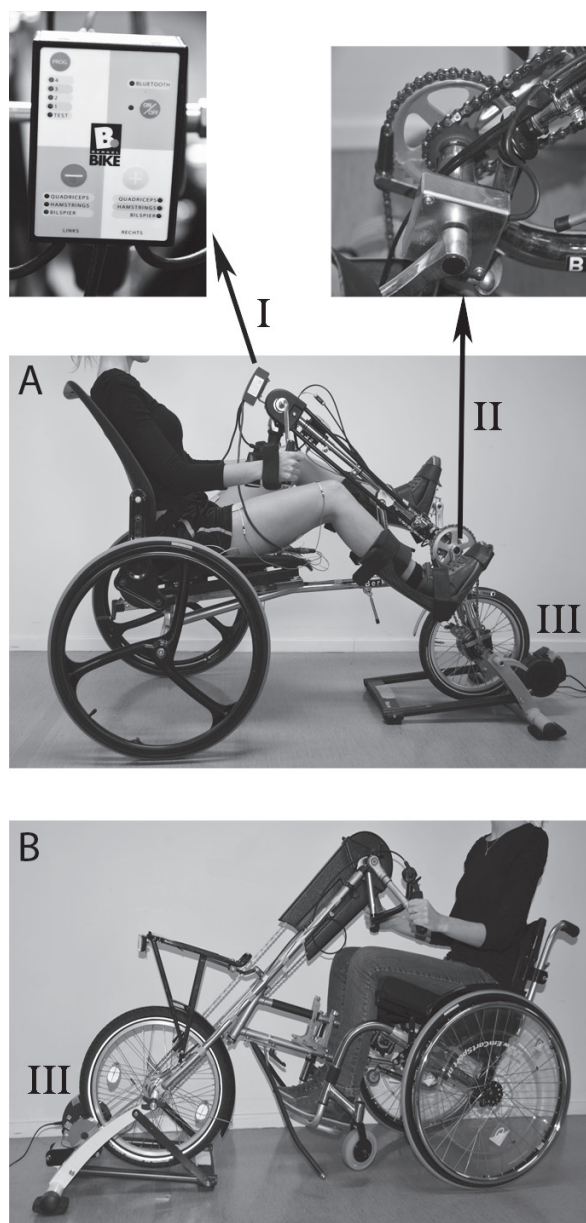 PROG
4
3
2
1
TEST
BLUETOOTH
ON/OFF
B
BIKE
QUADRICEPS
HAMSTRINGS
BILSPIER
LINKS
QUADRICEPS
HAMSTRINGS
BILSPIER
RECHTS
B
I
A
II
III
B
III